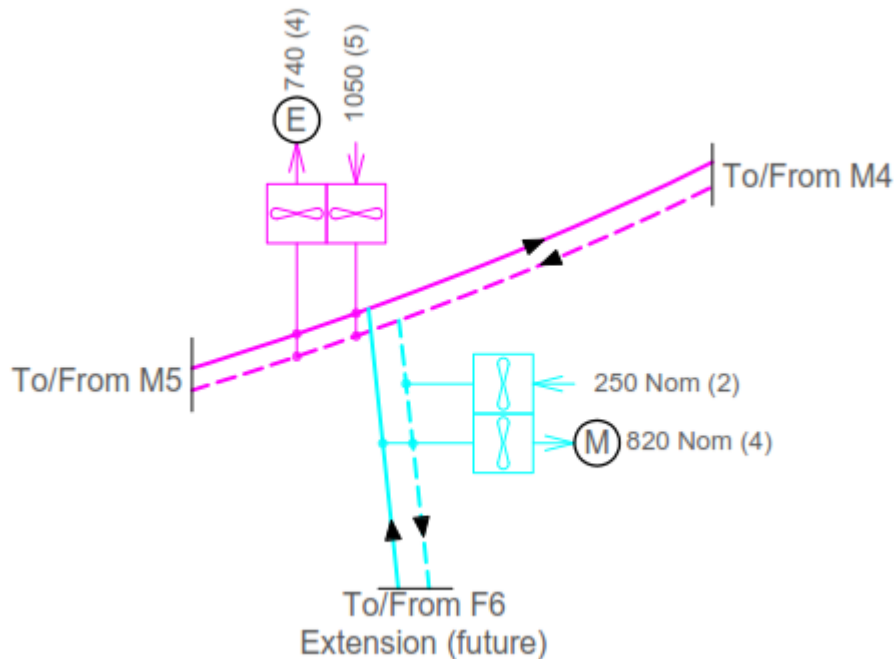 740 (4)
1050 (5)
E
To/From M4
To/From M5
250 Nom (2)
M
820 Nom (4)
To/From F6
Extension (future)